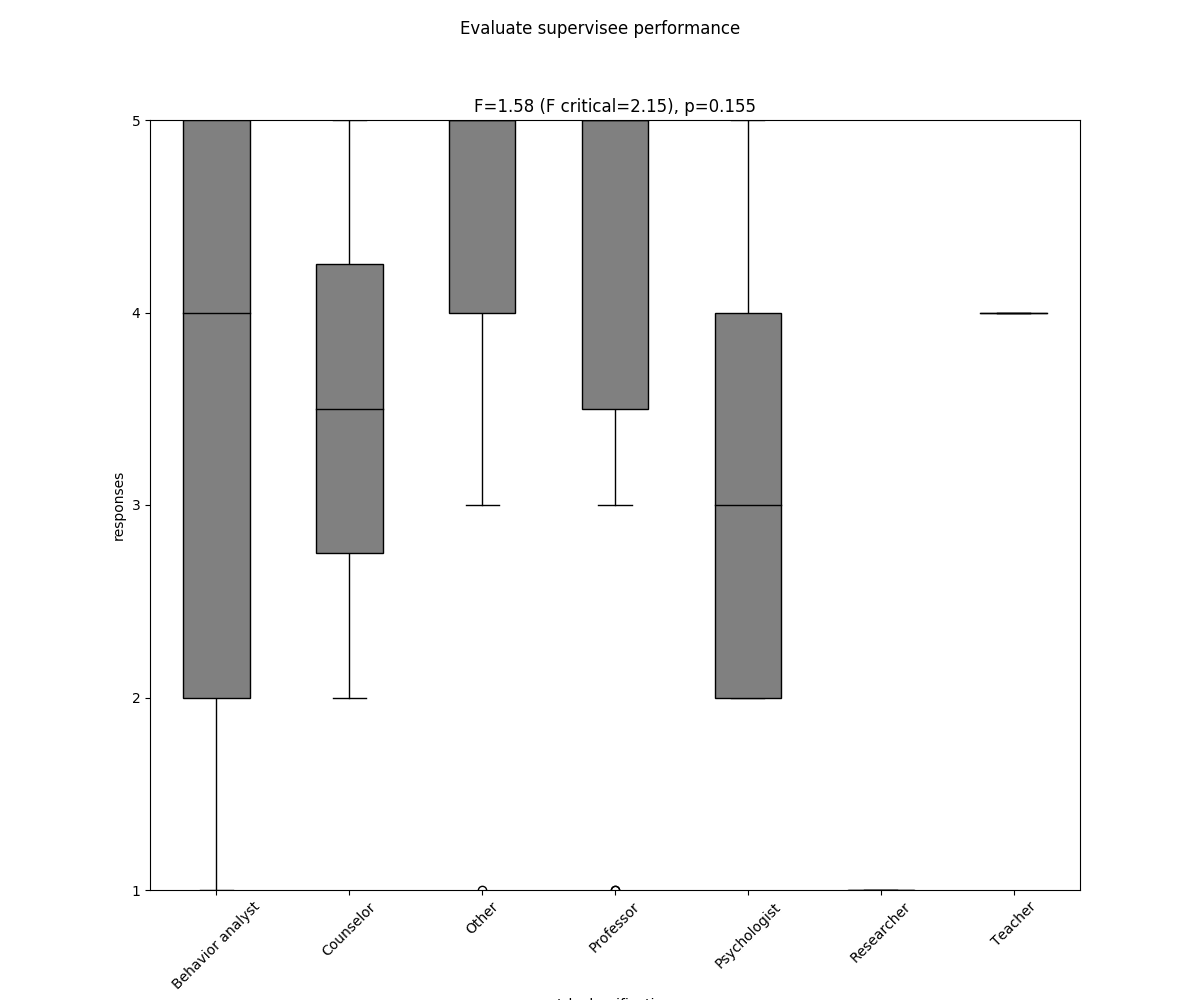 Evaluate supervisee performance
F=1.58 (F critical=2.15), p=0.155
5
4
3
2
1
responses
Behavior analyst
Counselor
Other
Professor
Psychologist
Researcher
Teacher